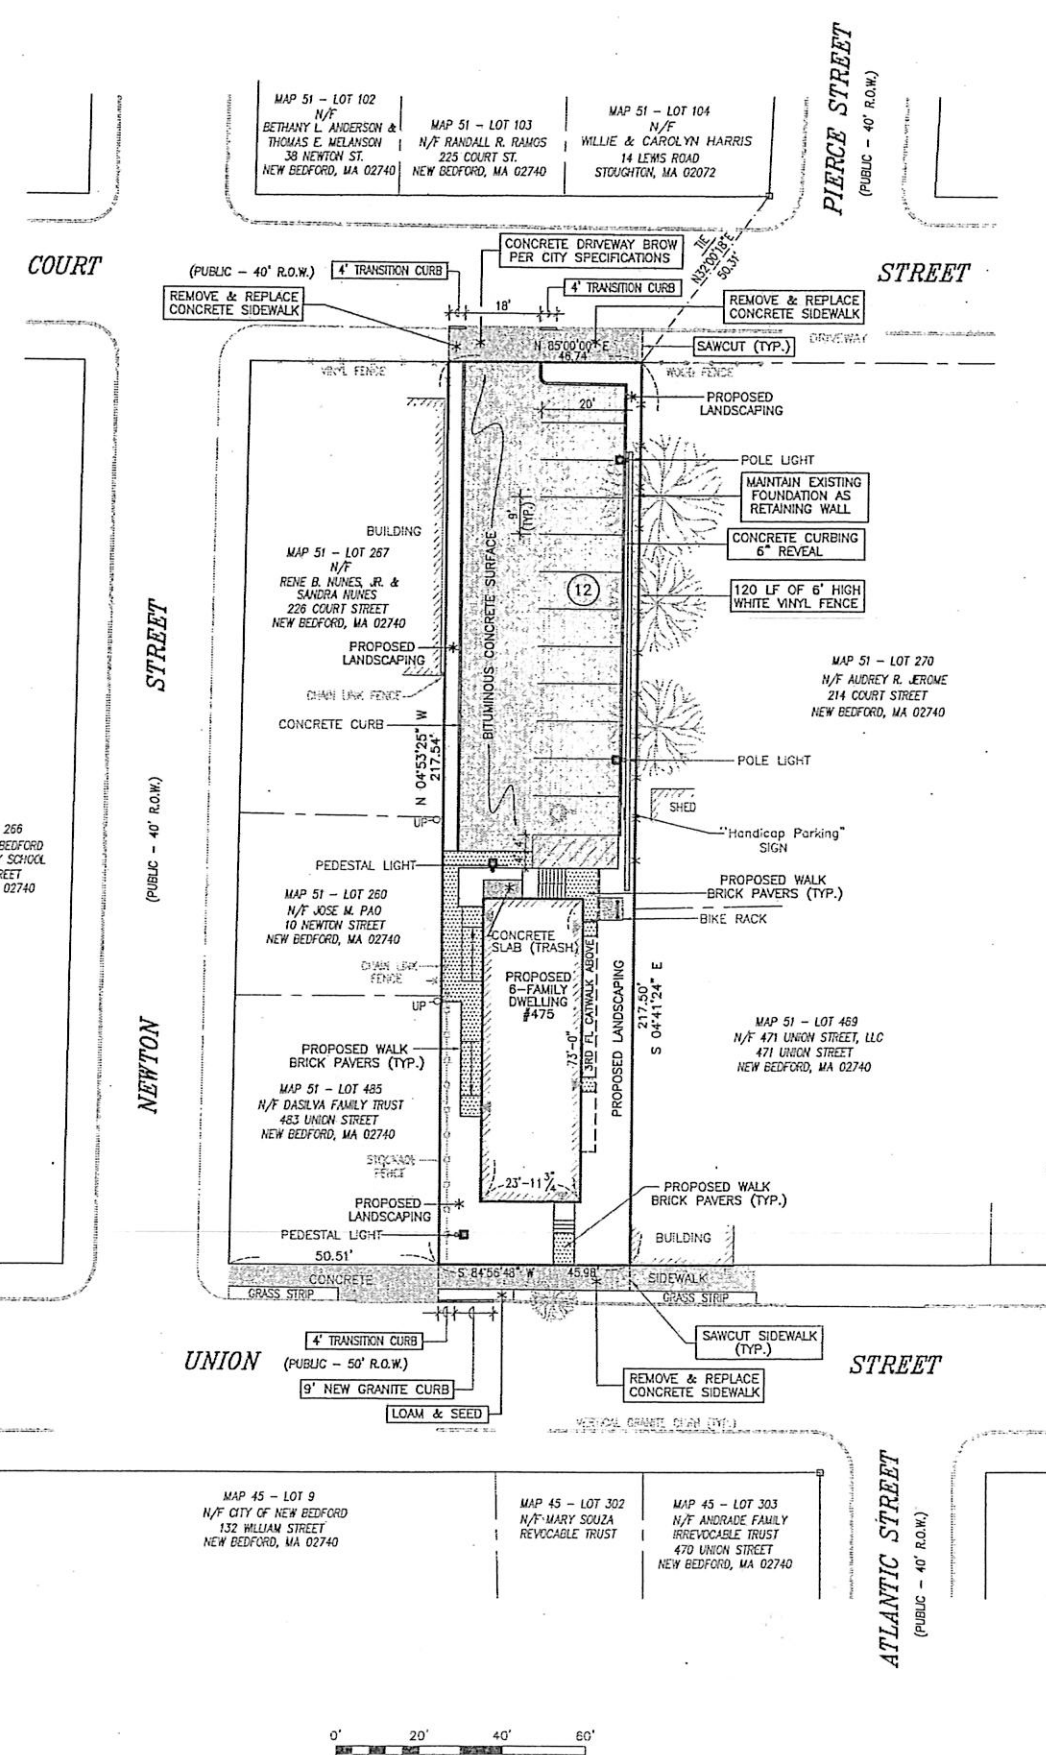 PIERCE STREET
(PUBLIC - 40' R.O.W.)
MAP 51 - LOT 102
N/F
BETHANY L. ANDERSON &
THOMAS E. MELANSON
38 NEWTON ST.
NEW BEDFORD, MA 02740
MAP 51 - LOT 103
N/F RANDALL R. RAMOS
225 COURT ST.
NEW BEDFORD, MA 02740
MAP 51 - LOT 104
N/F
WILLIE & CAROLYN HARRIS
14 LEWIS ROAD
STOUGHTON, MA 02072
COURT
STREET
(PUBLIC - 40' R.O.W.)
4' TRANSITION CURB
CONCRETE DRIVEWAY BROW
PER CITY SPECIFICATIONS
TIE
N32°00'18"E
50.31'
REMOVE & REPLACE
CONCRETE SIDEWALK
18'
4' TRANSITION CURB
REMOVE & REPLACE
CONCRETE SIDEWALK
N 85°00'00" E
46.74'
SAWCUT (TYP.)
DRIVEWAY
VINYL FENCE
WOOD FENCE
20'
PROPOSED
LANDSCAPING
POLE LIGHT
MAINTAIN EXISTING
FOUNDATION AS
RETAINING WALL
9'
(TYP.)
BUILDING
CONCRETE CURBING
6" REVEAL
MAP 51 - LOT 267
N/F
RENE B. NUNES, JR. &
SANDRA NUNES
226 COURT STREET
NEW BEDFORD, MA 02740
BITUMINOUS CONCRETE SURFACE
12
120 LF OF 6' HIGH
WHITE VINYL FENCE
PROPOSED
LANDSCAPING
MAP 51 - LOT 270
N/F AUDREY R. JEROME
214 COURT STREET
NEW BEDFORD, MA 02740
CHAIN LINK FENCE
CONCRETE CURB
N 04°53'25" W
217.54'
POLE LIGHT
SHED
UP
"Handicap Parking"
SIGN
NEWTON
STREET
(PUBLIC - 40' R.O.W.)
266
BEDFORD
SCHOOL
REET
02740
PEDESTAL LIGHT
4'
PROPOSED WALK
BRICK PAVERS (TYP.)
BIKE RACK
MAP 51 - LOT 260
N/F JOSE M. PAO
10 NEWTON STREET
NEW BEDFORD, MA 02740
CONCRETE
SLAB (TRASH)
CHAIN LINK
FENCE
PROPOSED
6-FAMILY
DWELLING
#475
73'-0"
3RD FL CATWALK ABOVE
PROPOSED LANDSCAPING
217.50'
S 04°41'24" E
UP
MAP 51 - LOT 469
N/F 471 UNION STREET, LLC
471 UNION STREET
NEW BEDFORD, MA 02740
PROPOSED WALK
BRICK PAVERS (TYP.)
MAP 51 - LOT 485
N/F DASILVA FAMILY TRUST
483 UNION STREET
NEW BEDFORD, MA 02740
STOCKADE
FENCE
23'-11 3/4"
PROPOSED
LANDSCAPING
PROPOSED WALK
BRICK PAVERS (TYP.)
PEDESTAL LIGHT
BUILDING
50.51'
CONCRETE
S 84°56'48" W 45.98'
SIDEWALK
GRASS STRIP
GRASS STRIP
4' TRANSITION CURB
SAWCUT SIDEWALK
(TYP.)
UNION
(PUBLIC - 50' R.O.W.)
STREET
9' NEW GRANITE CURB
REMOVE & REPLACE
CONCRETE SIDEWALK
LOAM & SEED
VERTICAL GRANITE CURB (TYP.)
ATLANTIC STREET
(PUBLIC - 40' R.O.W.)
MAP 45 - LOT 9
N/F CITY OF NEW BEDFORD
132 WILLIAM STREET
NEW BEDFORD, MA 02740
MAP 45 - LOT 302
N/F MARY SOUZA
REVOCABLE TRUST
MAP 45 - LOT 303
N/F ANDRADE FAMILY
IRREVOCABLE TRUST
470 UNION STREET
NEW BEDFORD, MA 02740
0' 20' 40' 60'